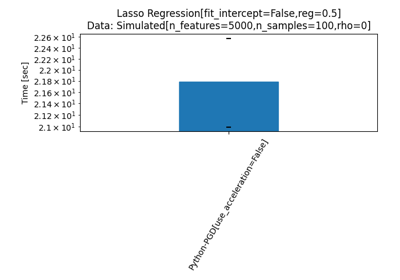 Lasso Regression[fit_intercept=False,reg=0.5]
Data: Simulated[n_features=5000,n_samples=100,rho=0]
Time [sec]
2.26 × 10¹
2.24 × 10¹
2.22 × 10¹
2.2 × 10¹
2.18 × 10¹
2.16 × 10¹
2.14 × 10¹
2.12 × 10¹
2.1 × 10¹
Python-PGD[use_acceleration=False]